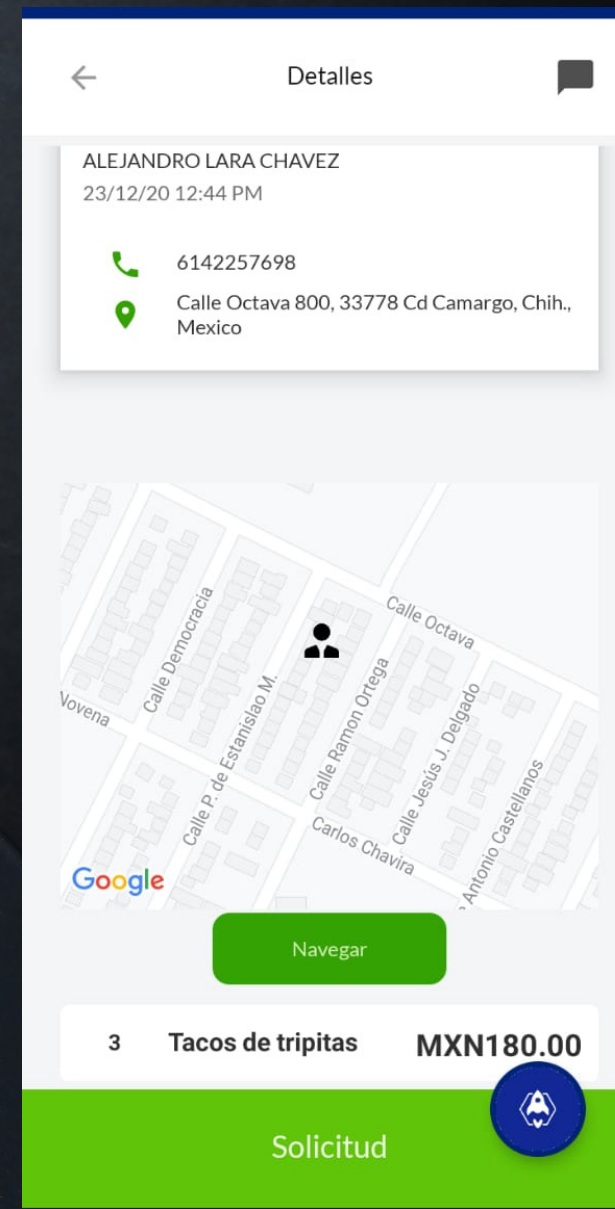 Detalles
ALEJANDRO LARA CHAVEZ
23/12/20 12:44 PM
6142257698
Calle Octava 800, 33778 Cd Camargo, Chih.,
Mexico
Calle Octava
Calle Democracia
Novena
Calle P. de Estanislao M.
Calle Ramon Ortega
Calle Jesús J. Delgado
Carlos Chavira
Antonio Castellanos
Google
Navegar
3 Tacos de tripitas MXN180.00
Solicitud